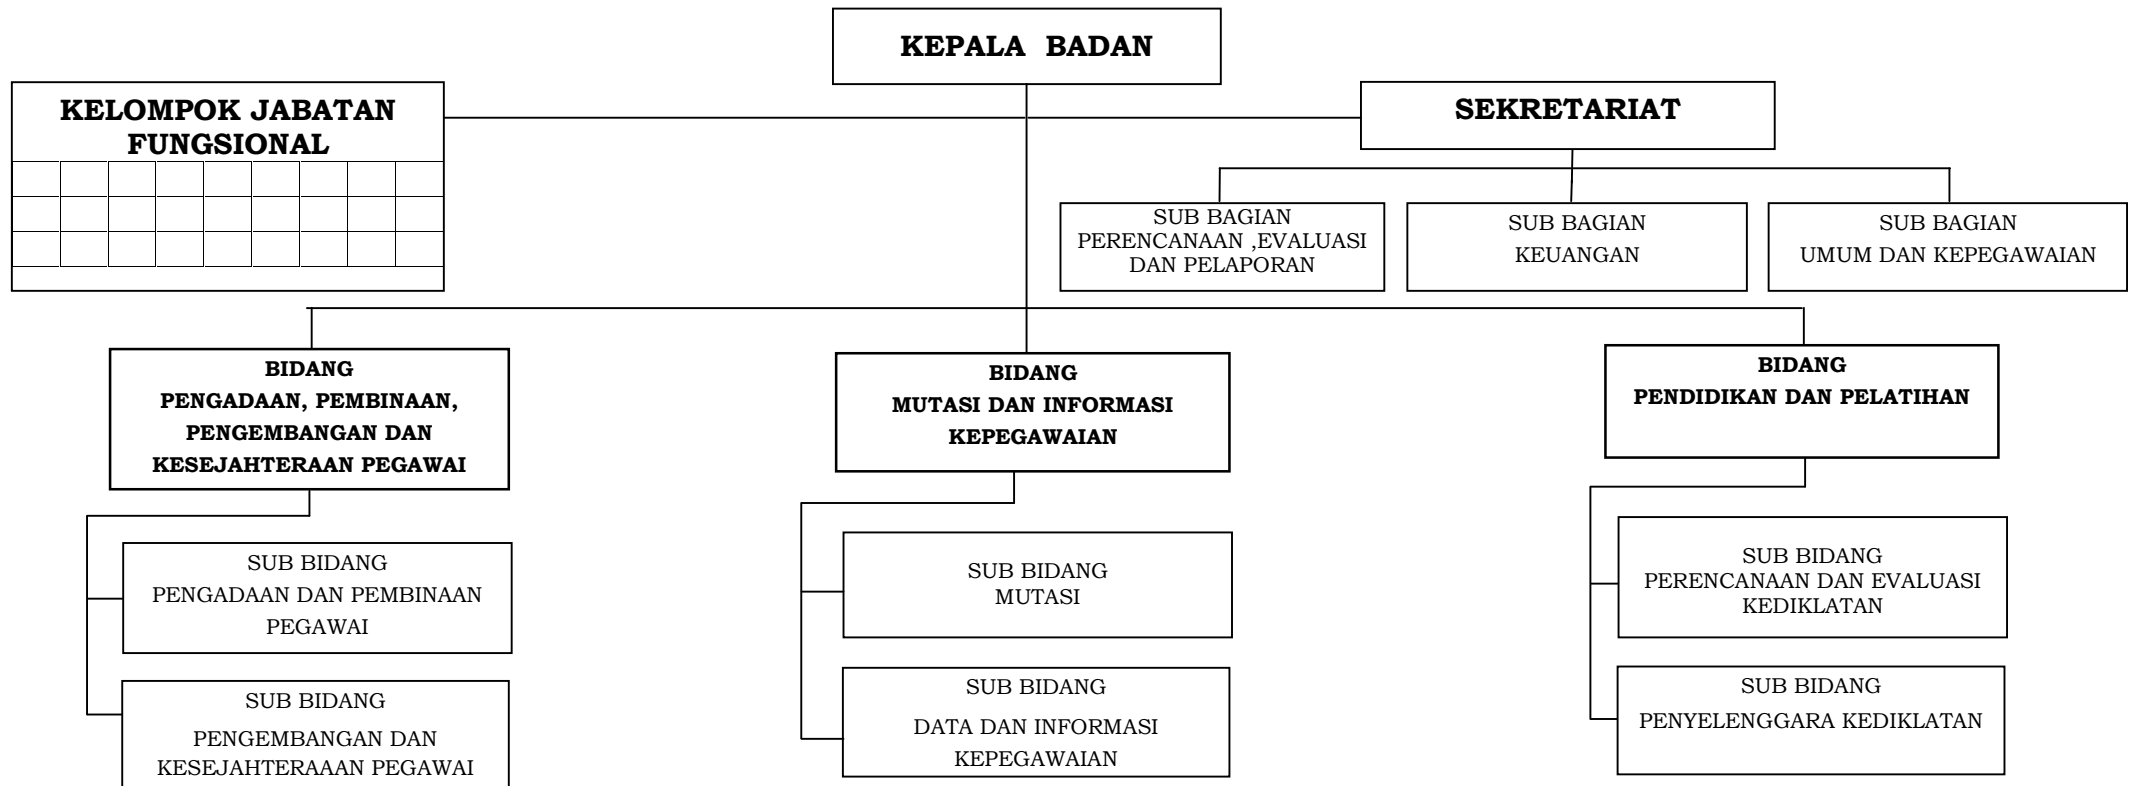 KEPALA BADAN
KELOMPOK JABATAN
FUNGSIONAL
SEKRETARIAT
SUB BAGIAN
PERENCANAAN ,EVALUASI
DAN PELAPORAN
SUB BAGIAN
KEUANGAN
SUB BAGIAN
UMUM DAN KEPEGAWAIAN
BIDANG
PENGADAAN, PEMBINAAN,
PENGEMBANGAN DAN
KESEJAHTERAAN PEGAWAI
BIDANG
MUTASI DAN INFORMASI
KEPEGAWAIAN
BIDANG
PENDIDIKAN DAN PELATIHAN
SUB BIDANG
PENGADAAN DAN PEMBINAAN
PEGAWAI
SUB BIDANG
MUTASI
SUB BIDANG
PERENCANAAN DAN EVALUASI
KEDIKLATAN
SUB BIDANG
PENGEMBANGAN DAN
KESEJAHTERAAAN PEGAWAI
SUB BIDANG
DATA DAN INFORMASI
KEPEGAWAIAN
SUB BIDANG
PENYELENGGARA KEDIKLATAN